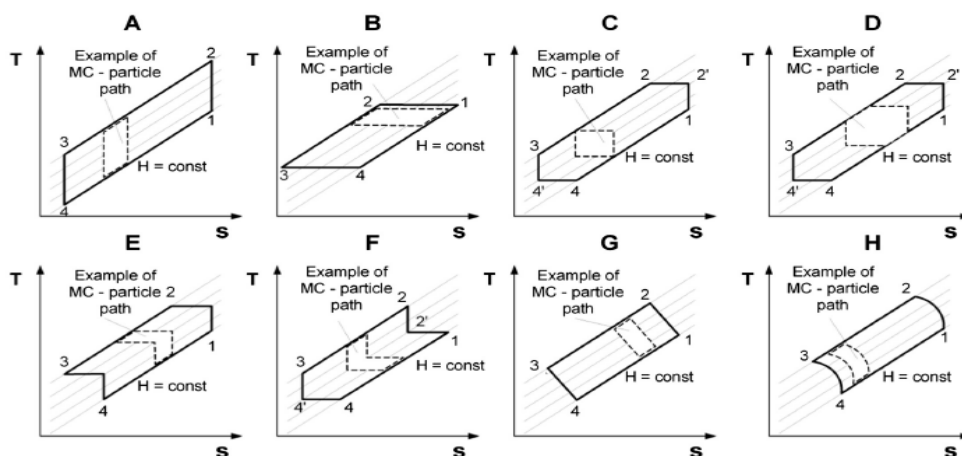 A
T
Example of
MC - particle
path
2
1
3
4
H = const
s
B
T
Example of
MC - particle
path
2
1
3
4
H = const
s
C
T
Example of
MC - particle
path
2
2'
1
3
4'
4
H = const
s
D
T
Example of
MC - particle
path
2
2'
1
3
4'
4
H = const
s
E
T
Example of
MC - particle
path
2
1
3
4
H = const
s
F
T
Example of
MC - particle
path
2
2'
1
3
4'
4
H = const
s
G
T
Example of
MC - particle
path
2
1
3
4
H = const
s
H
T
Example of
MC - particle
path
2
1
3
4
H = const
s